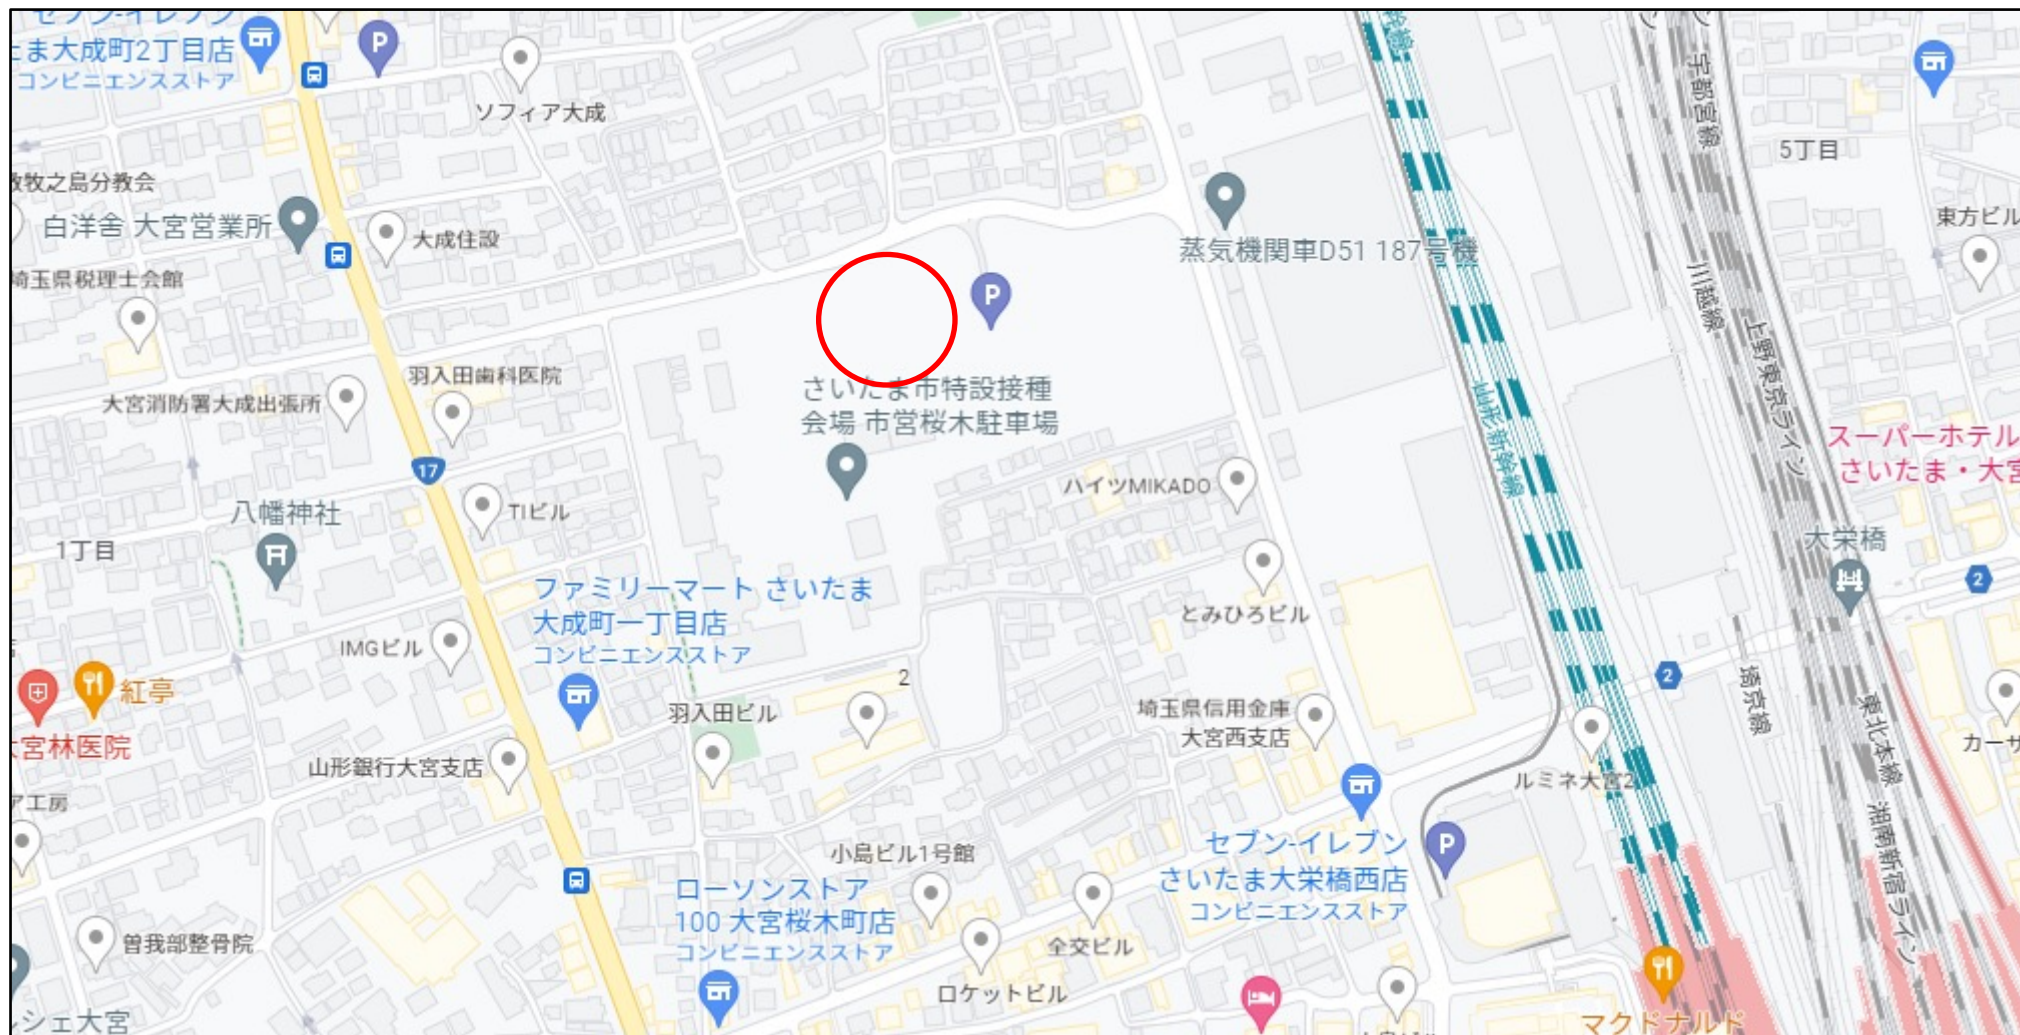 セブン-イレブン
たま大成町2丁目店
コンビニエンスストア
P
ソフィア大成
新幹線
宇都宮線
5丁目
牧之島分教会
白洋舎 大宮営業所
大成住設
埼玉県税理士会館
蒸気機関車D51 187号機
東方ビル
川越線
上野東京ライン
P
羽入田歯科医院
大宮消防署大成出張所
さいたま市特設接種
会場 市営桜木駐車場
山形新幹線
スーパーホテル
さいたま・大宮
17
ハイツMIKADO
八幡神社
TIビル
1丁目
大栄橋
2
ファミリーマート さいたま
大成町一丁目店
コンビニエンスストア
とみひろビル
IMGビル
2
2
紅亭
大宮林医院
羽入田ビル
埼玉県信用金庫
大宮西支店
埼京線
東北本線
カーサ
山形銀行大宮支店
ルミネ大宮2
ア工房
湘南新宿ライン
小島ビル1号館
セブン-イレブン
さいたま大栄橋西店
コンビニエンスストア
P
ローソンストア
100 大宮桜木町店
コンビニエンスストア
曽我部整骨院
全交ビル
ロケットビル
シェ大宮
マクドナルド